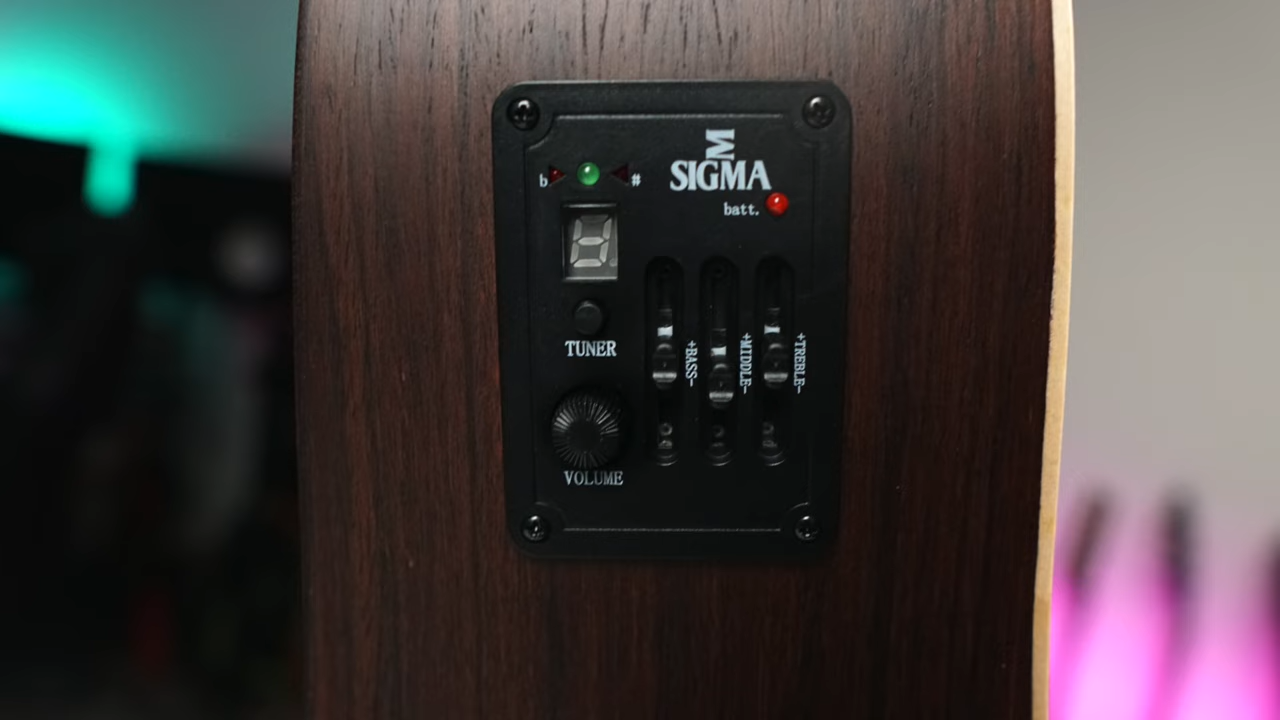 SIGMA
b #
batt.
TUNER
VOLUME
+BASS-
+MIDDLE-
+TREBLE-